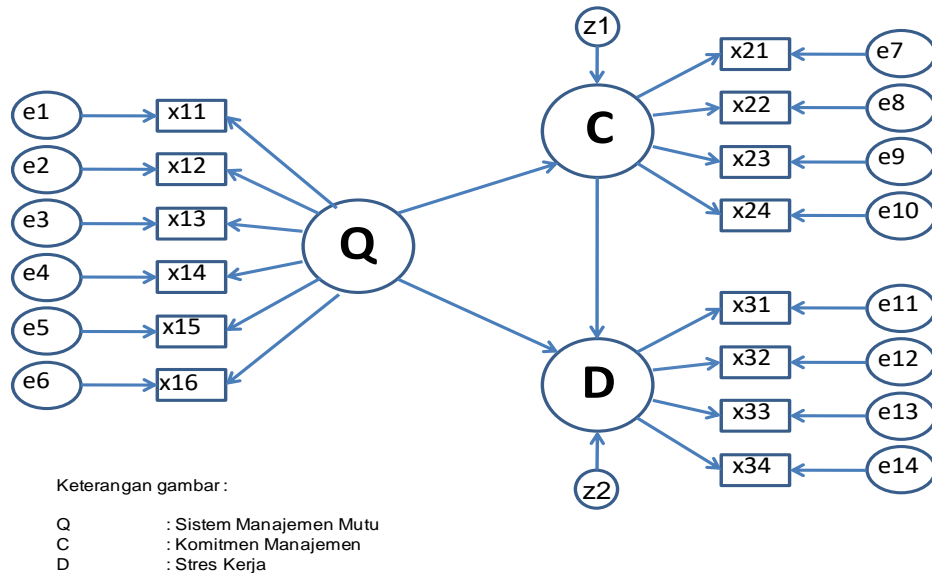 z1
x21 e7
e1 x11
C
x22 e8
e2 x12
x23 e9
e3 x13
x24 e10
Q
e4 x14
x31 e11
e5 x15
x32 e12
e6 x16
D
x33 e13
x34 e14
z2
Keterangan gambar :
Q : Sistem Manajemen Mutu
C : Komitmen Manajemen
D : Stres Kerja